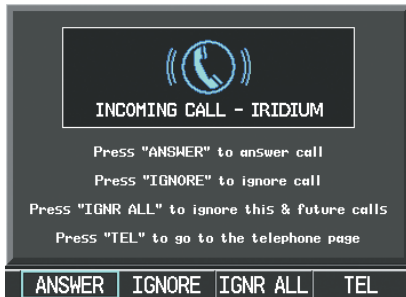 INCOMING CALL - IRIDIUM
Press "ANSWER" to answer call
Press "IGNORE" to ignore call
Press "IGNR ALL" to ignore this & future calls
Press "TEL" to go to the telephone page
ANSWER IGNORE IGNR ALL TEL